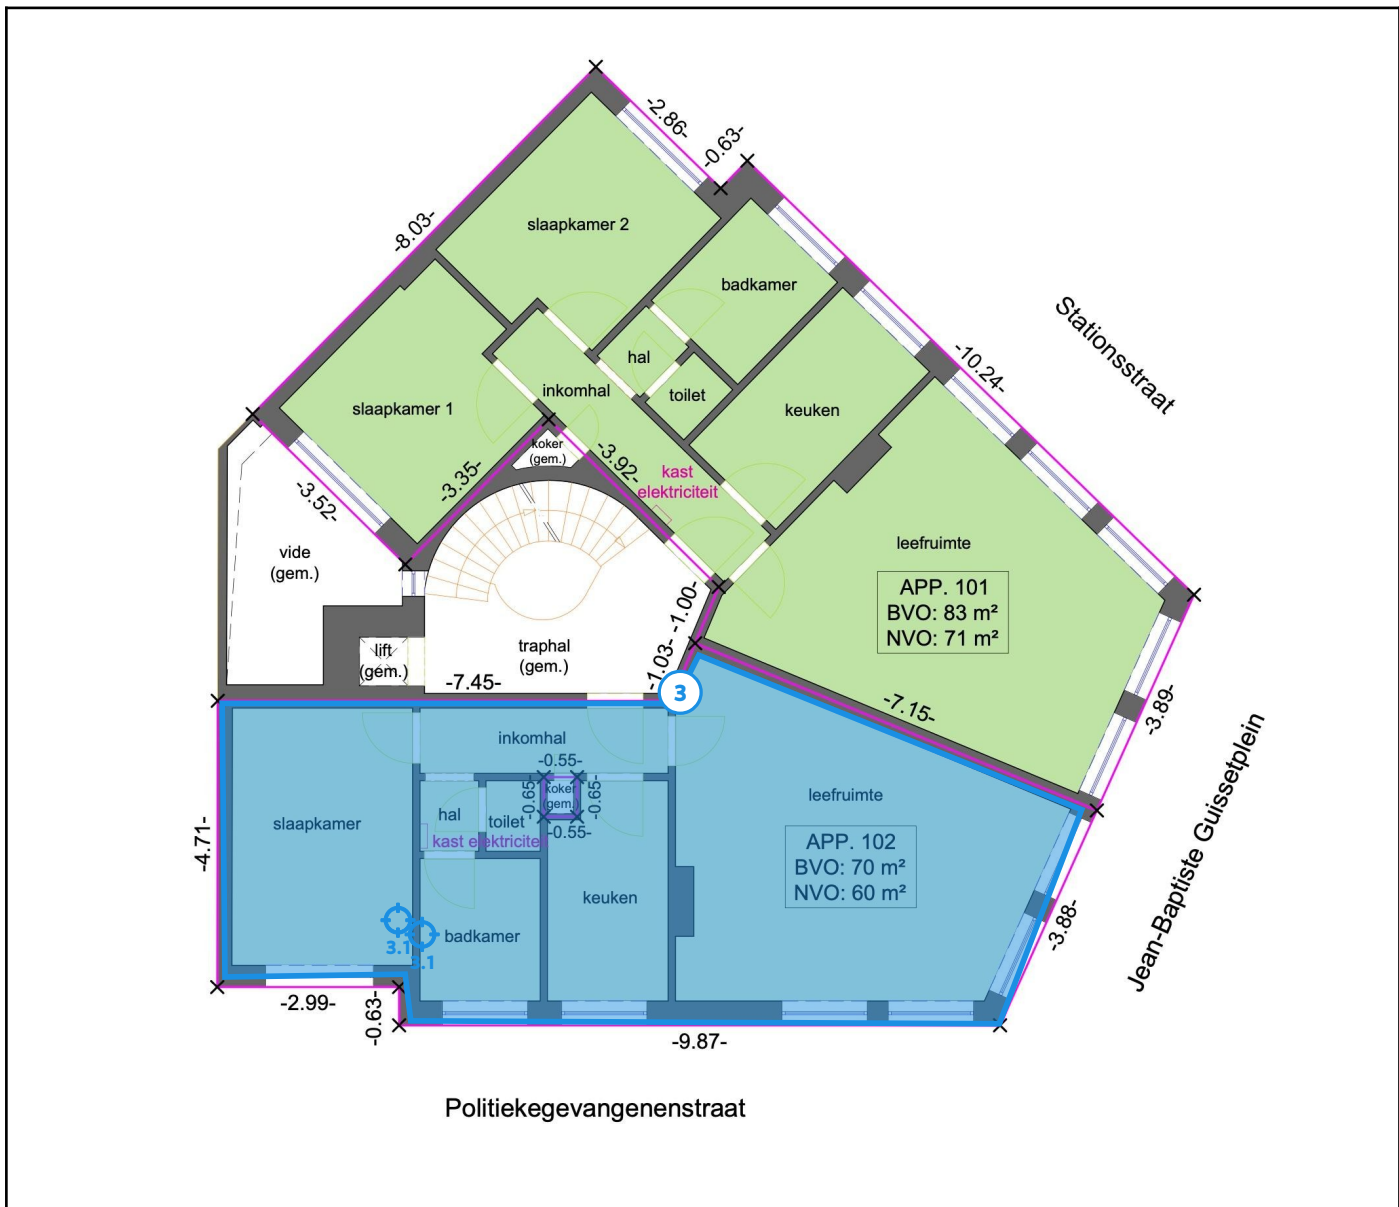 -2.86-
-0.63-
-8.03-
slaapkamer 2
badkamer
Stationsstraat
-10.24-
hal
inkomhal
toilet
keuken
slaapkamer 1
koker
(gem.)
-3.92-
kast
elektriciteit
-3.35-
-3.52-
vide
(gem.)
leefruimte
APP. 101
BVO: 83 m²
NVO: 71 m²
-1.00-
traphal
(gem.)
lift
(gem.)
-1.03-
-7.45-
3
-7.15-
-3.89-
Jean-Baptiste Guissetplein
inkomhal
-0.55-
koker
(gem.)
-0.65-
-0.65-
-0.55-
hal
toilet
kast elektriciteit
slaapkamer
leefruimte
APP. 102
BVO: 70 m²
NVO: 60 m²
-4.71-
keuken
badkamer
3.1
3.1
-3.88-
-2.99-
-0.63-
-9.87-
Politiekegevangenenstraat